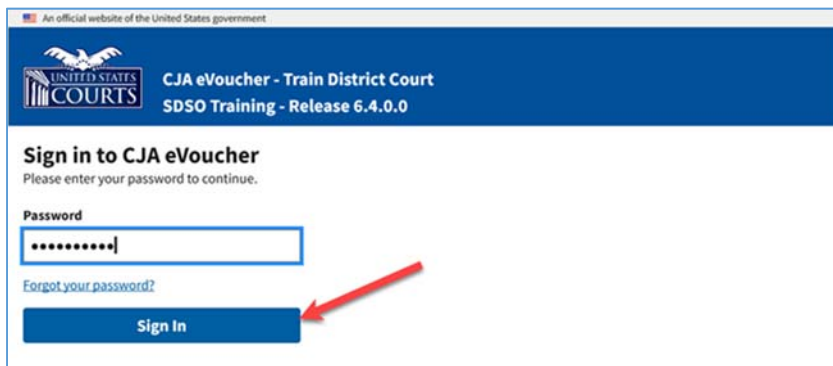 An official website of the United States government
UNITED STATES
COURTS
CJA eVoucher - Train District Court
SDSO Training - Release 6.4.0.0
Sign in to CJA eVoucher
Please enter your password to continue.
Password
••••••••••
Forgot your password?
Sign In